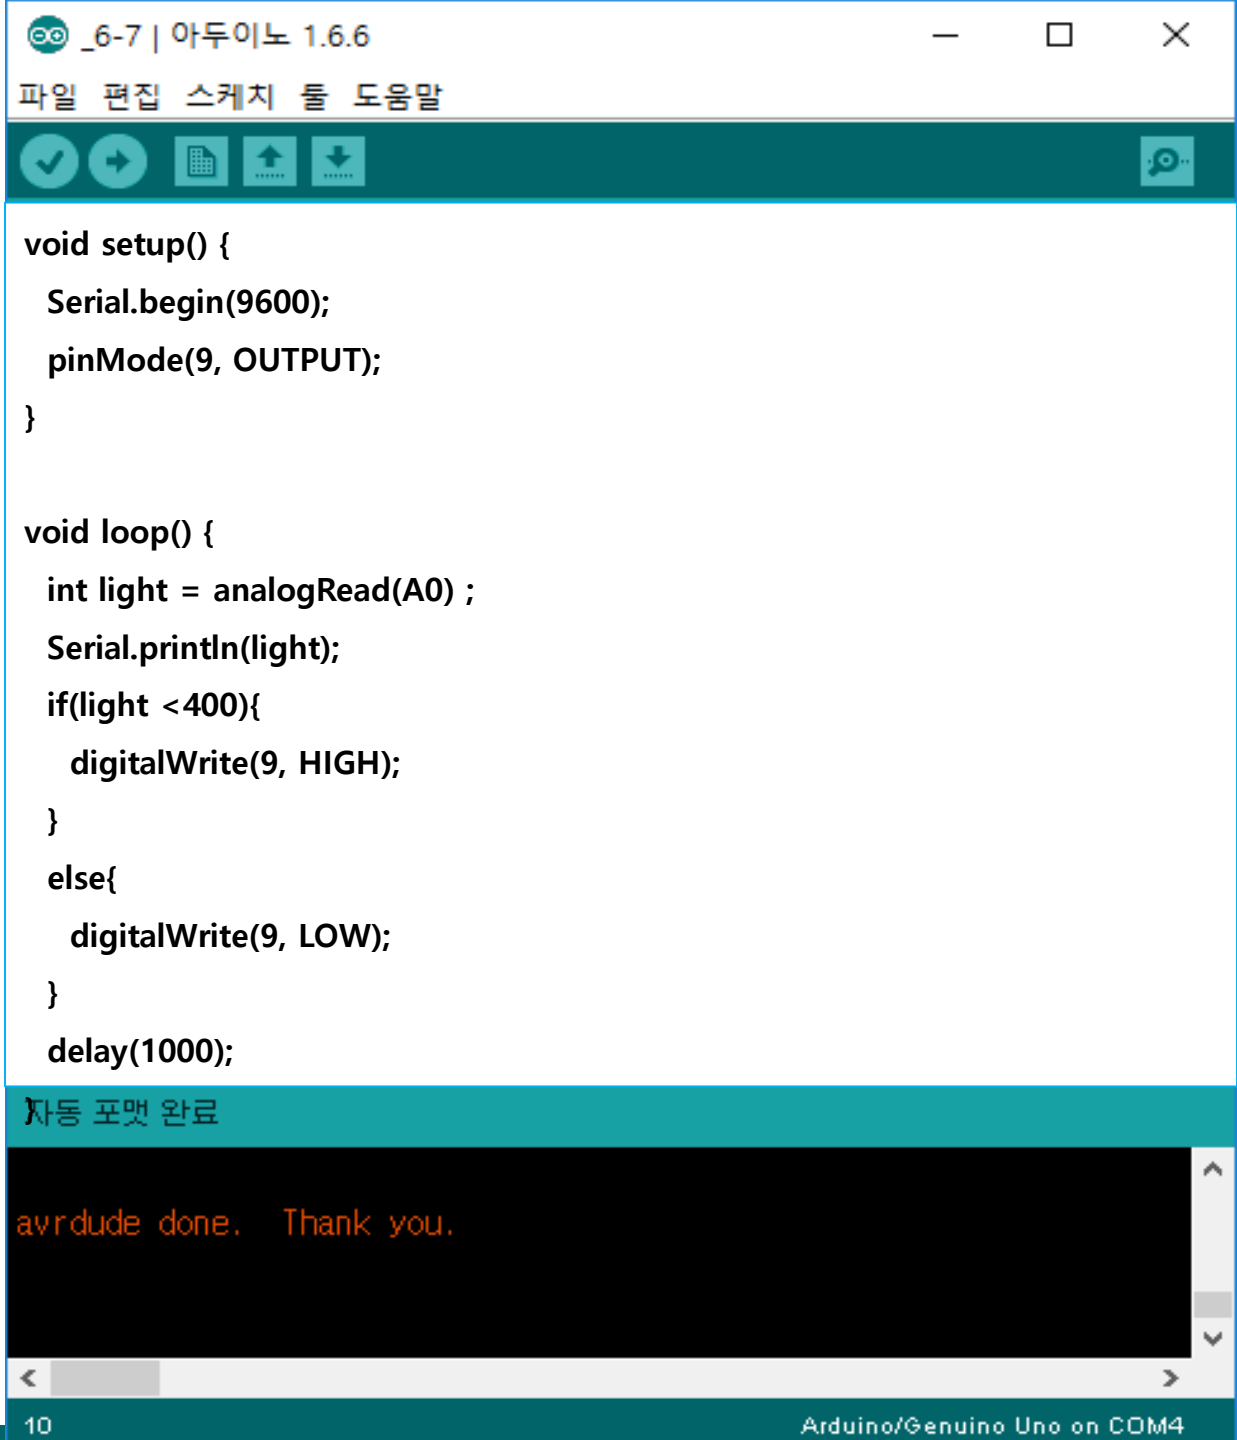 _6-7 | 아두이노 1.6.6
파일 편집 스케치 툴 도움말
void setup() {
Serial.begin(9600);
pinMode(9, OUTPUT);
}
void loop() {
int light = analogRead(A0) ;
Serial.println(light);
if(light <400){
digitalWrite(9, HIGH);
}
else{
digitalWrite(9, LOW);
}
delay(1000);
}
자동 포맷 완료
avrdude done.  Thank you.
10
Arduino/Genuino Uno on COM4